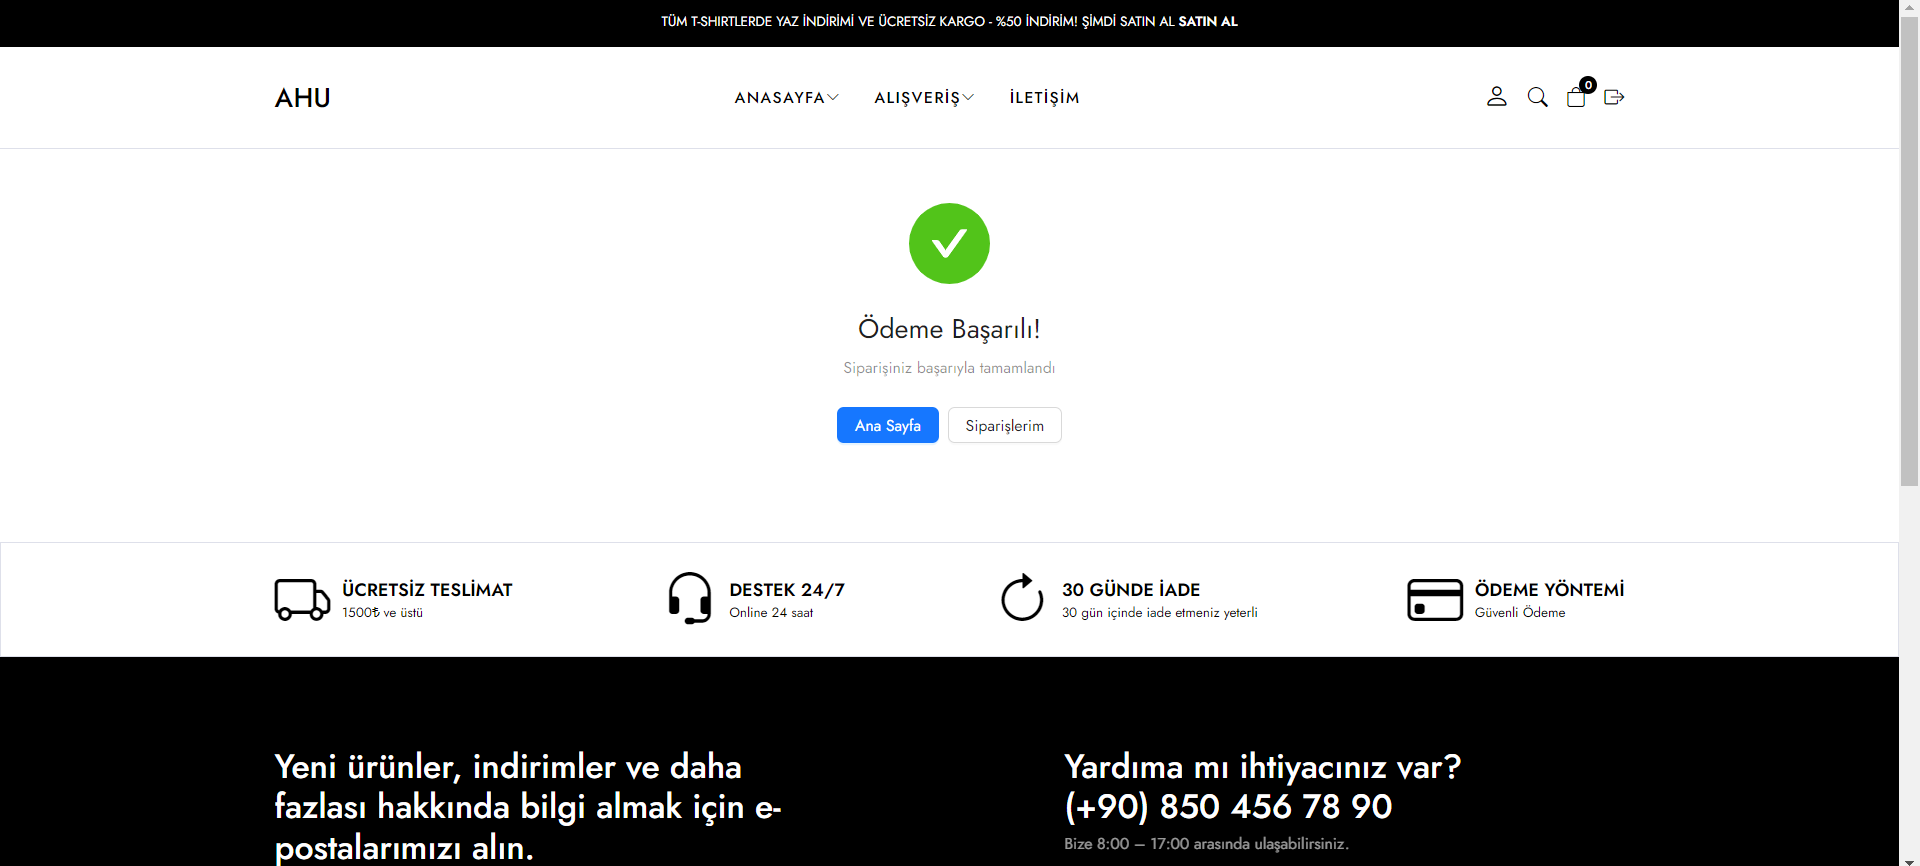 TÜM T-SHIRTLERDE YAZ İNDİRİMİ VE ÜCRETSİZ KARGO - %50 İNDİRİM! ŞİMDİ SATIN AL SATIN AL
AHU
ANASAYFA
ALIŞVERİŞ
İLETİŞİM
0
Ödeme Başarılı!
Siparişiniz başarıyla tamamlandı
Ana Sayfa
Siparişlerim
ÜCRETSİZ TESLİMAT
1500₺ ve üstü
DESTEK 24/7
Online 24 saat
30 GÜNDE İADE
30 gün içinde iade etmeniz yeterli
ÖDEME YÖNTEMİ
Güvenli Ödeme
Yeni ürünler, indirimler ve daha
fazlası hakkında bilgi almak için e-
postalarımızı alın.
Yardıma mı ihtiyacınız var?
(+90) 850 456 78 90
Bize 8:00 – 17:00 arasında ulaşabilirsiniz.